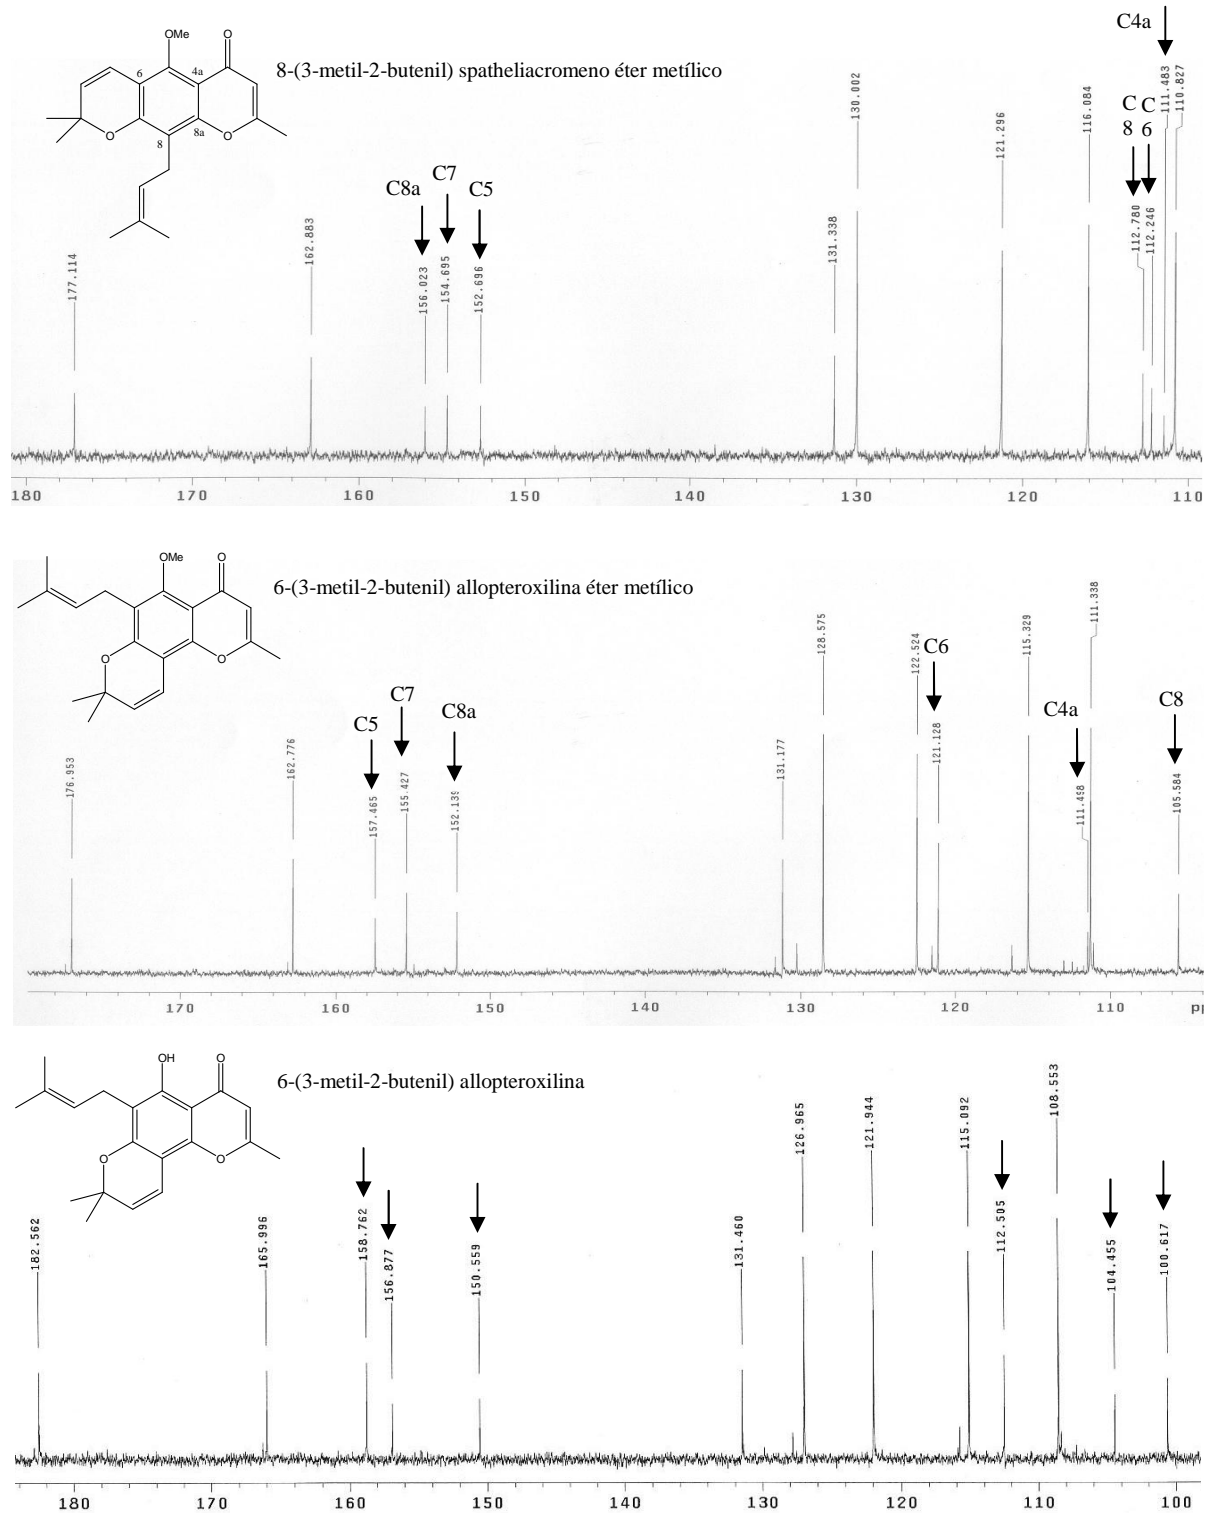 OMe
O
8-(3-metil-2-butenil) spatheliacromeno éter metílico
6
4a
8a
8
O
O
C4a
C8 C6
C8a
C7
C5
177.114
162.883
156.023
154.695
152.696
131.338
130.002
121.296
116.084
112.780
112.246
111.483
110.827
180 170 160 150 140 130 120 110
OMe
O
6-(3-metil-2-butenil) allopteroxilina éter metílico
O
O
C5
C7
C8a
C6
C4a
C8
176.953
162.776
157.465
155.427
152.139
131.177
128.575
122.524
121.128
115.329
111.498
111.338
105.584
170 160 150 140 130 120 110
OH
O
6-(3-metil-2-butenil) allopteroxilina
O
O
182.562
165.996
158.762
156.877
150.559
131.460
126.965
121.944
115.092
112.505
108.553
104.455
100.617
180 170 160 150 140 130 120 110 100